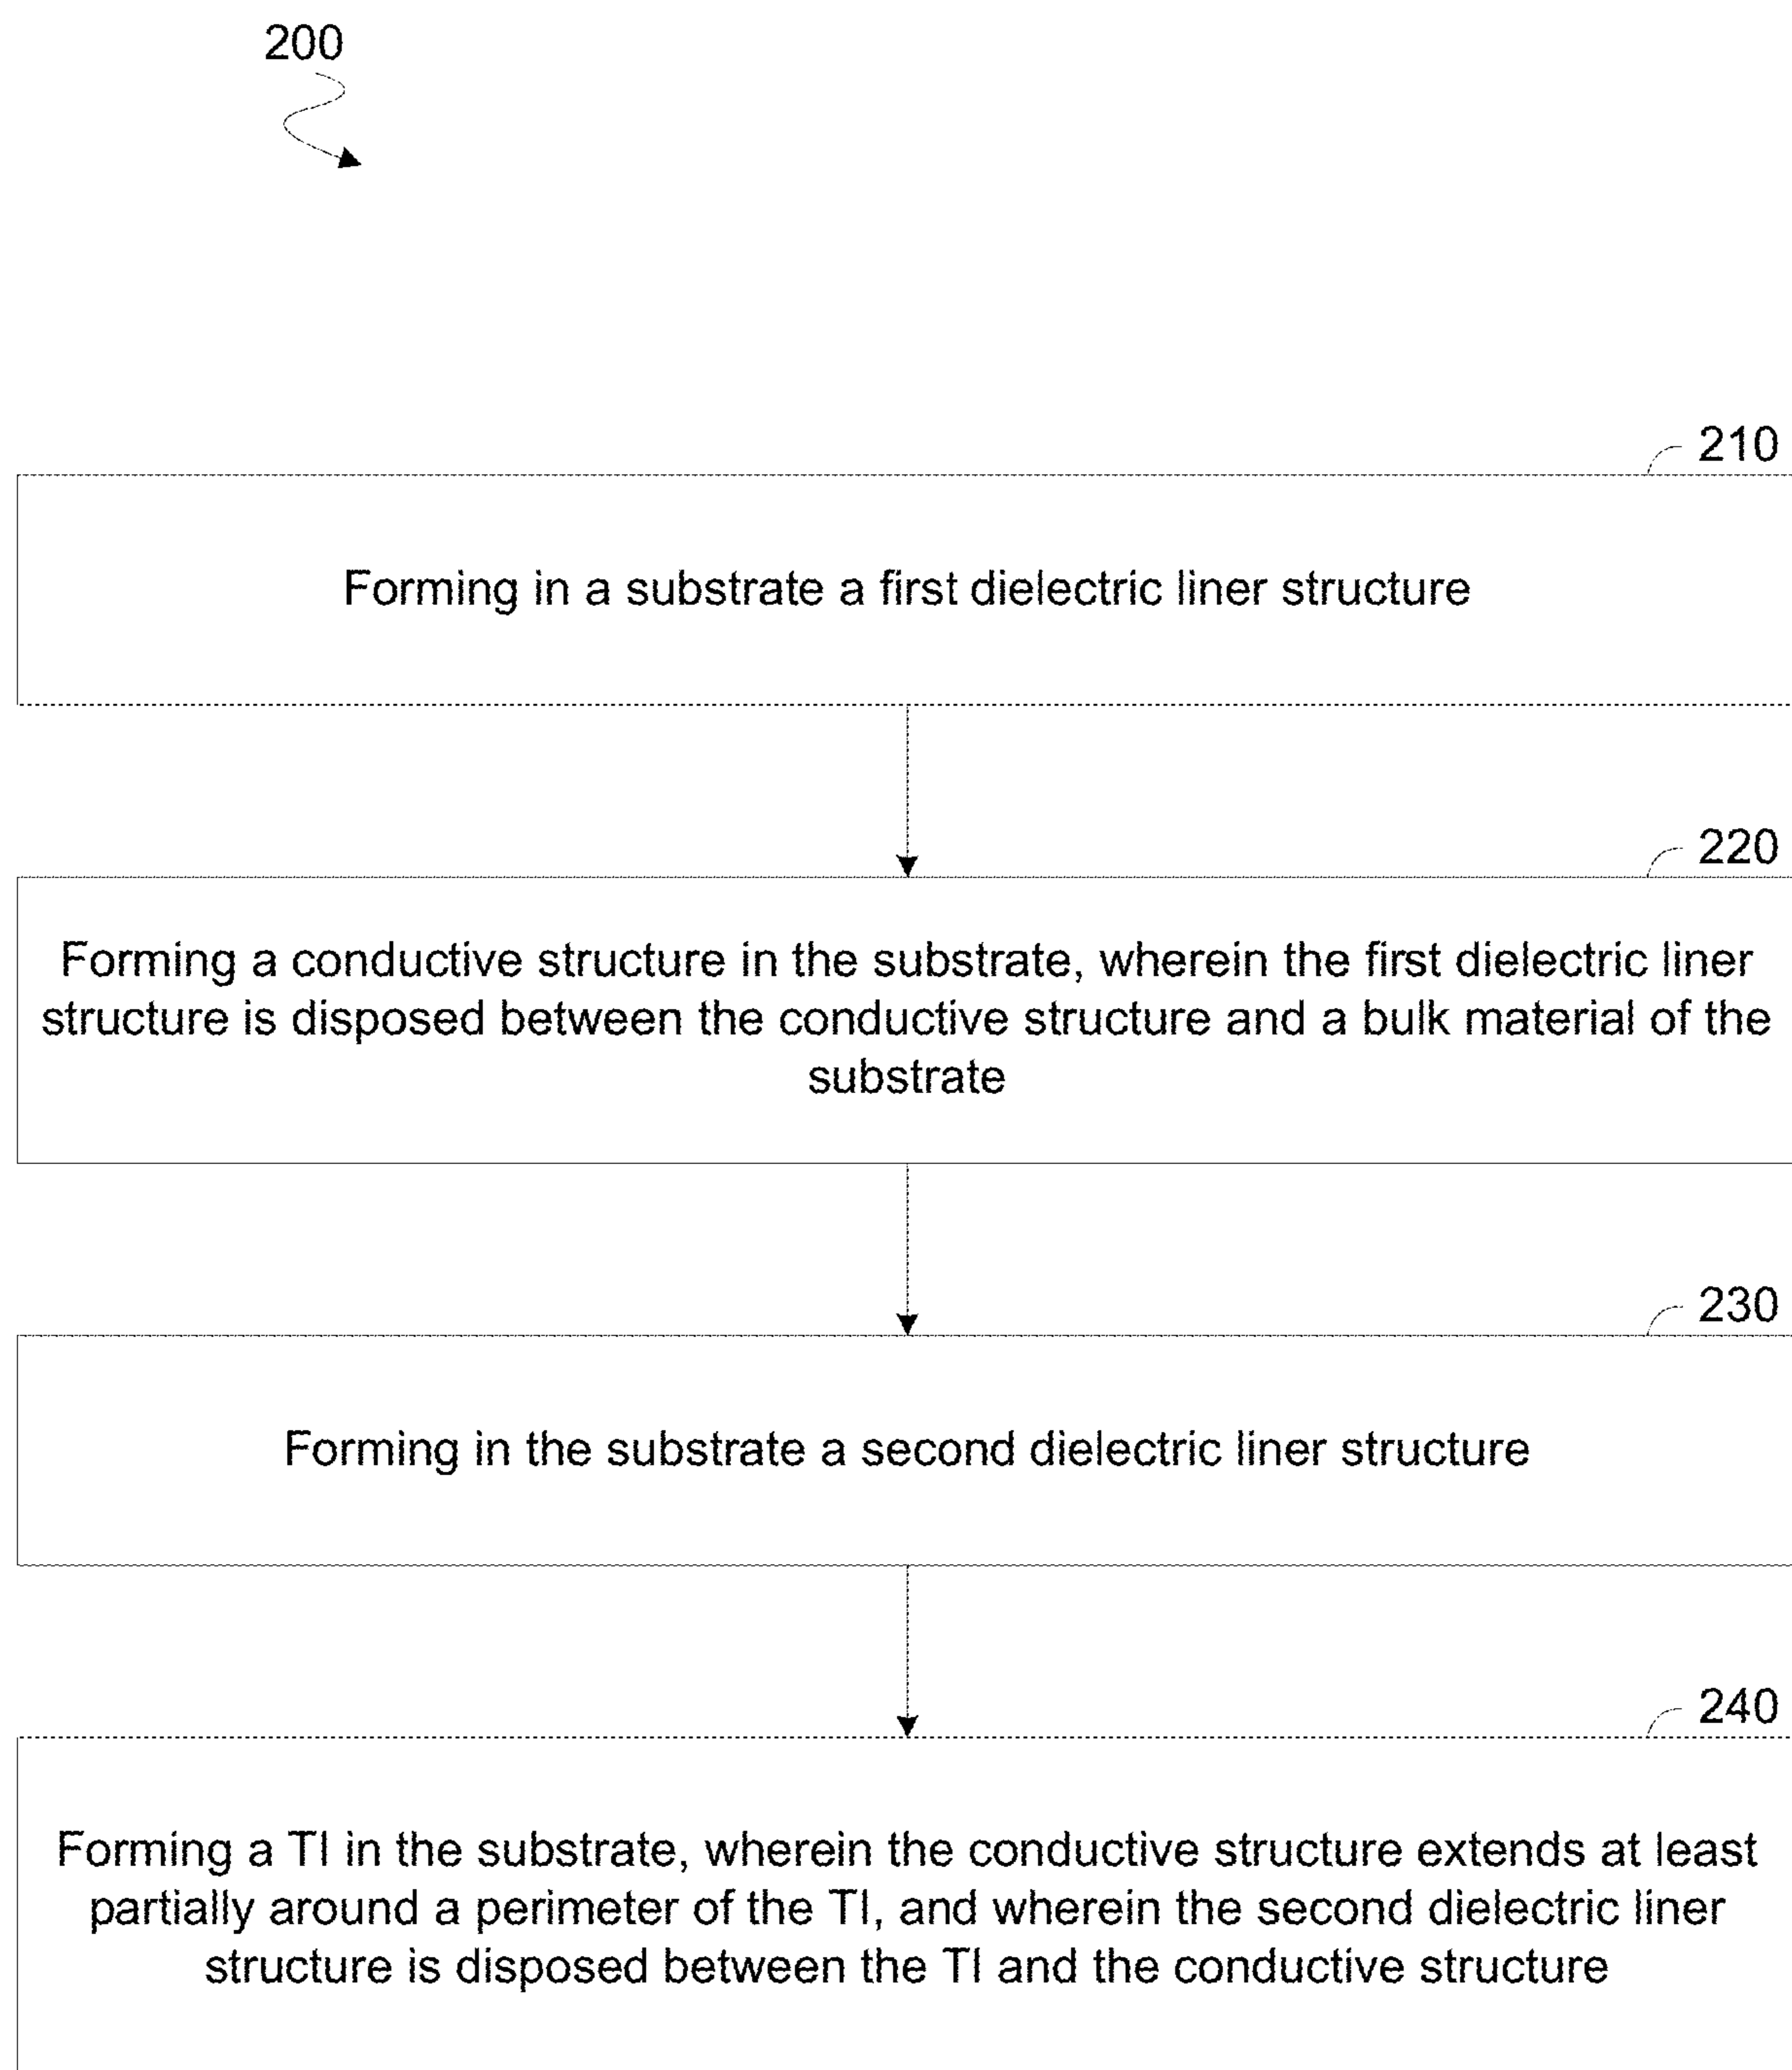 200
210
Forming in a substrate a first dielectric liner structure
220
Forming a conductive structure in the substrate, wherein the first dielectric liner
structure is disposed between the conductive structure and a bulk material of the
substrate
230
Forming in the substrate a second dielectric liner structure
240
Forming a TI in the substrate, wherein the conductive structure extends at least
partially around a perimeter of the TI, and wherein the second dielectric liner
structure is disposed between the TI and the conductive structure